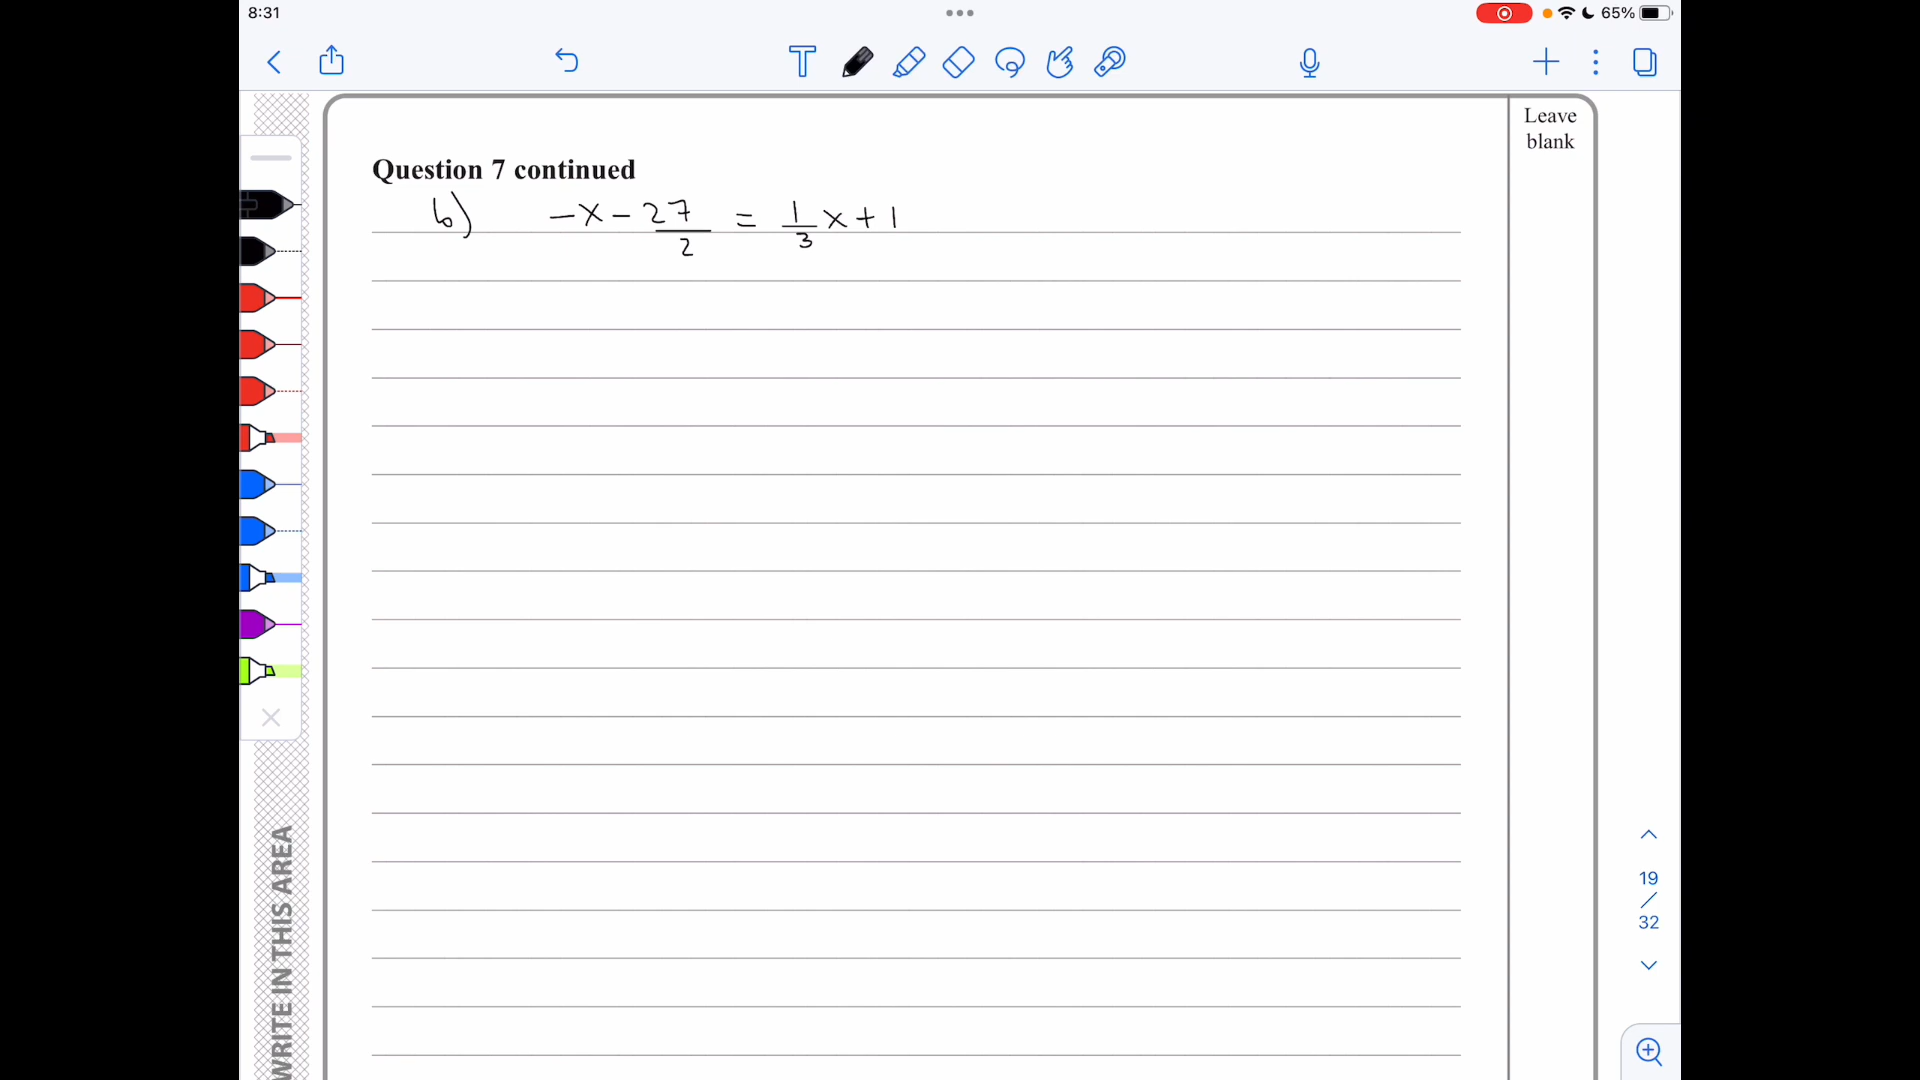 8:31
65%
Leave
blank
Question 7 continued
b) -x - 27/2 = 1/3 x + 1
19
/
32
WRITE IN THIS AREA